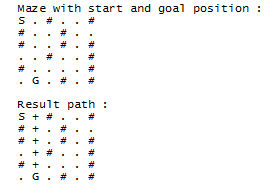 Maze with start and goal position :
S . # . . #
# . . # . .
# . . # . #
. . # . . #
# . . . . #
. G . # . #
Result path :
S + # . . #
# + . # . .
# + . # . #
. + # . . #
# + . . . #
. G . # . #